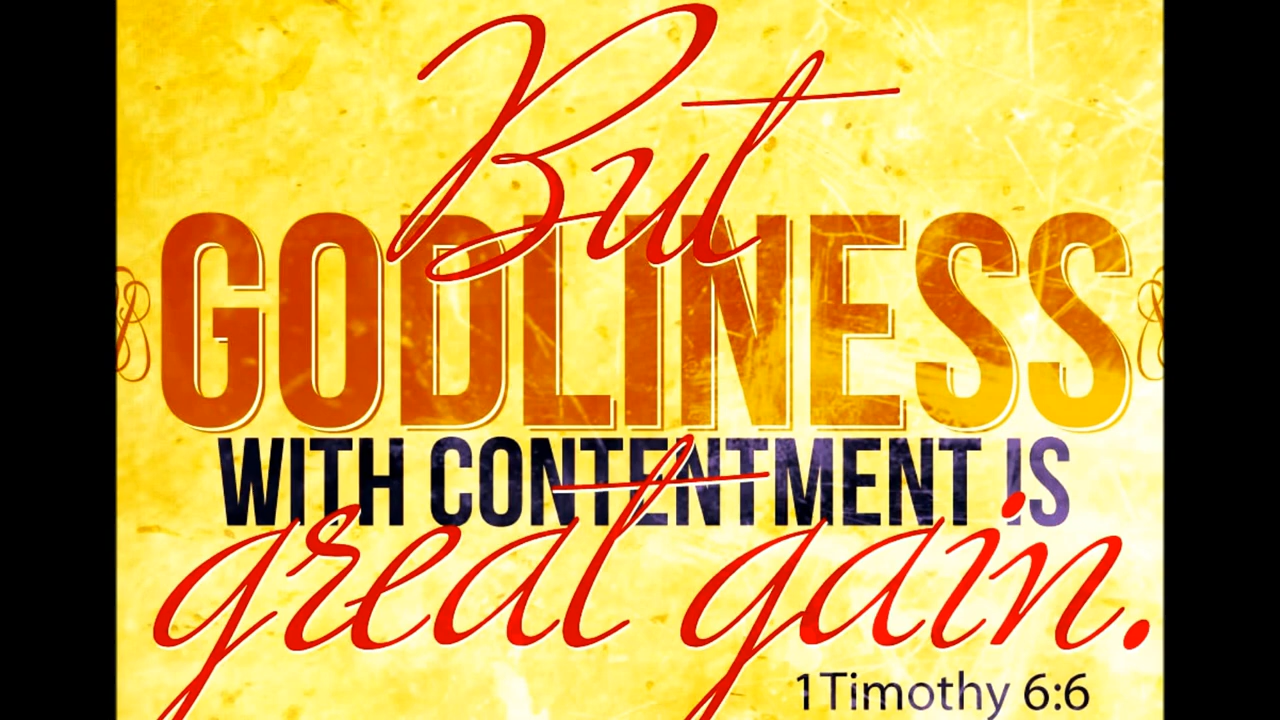 But
GODLINESS
WITH CONTENTMENT IS
great gain.
1Timothy 6:6